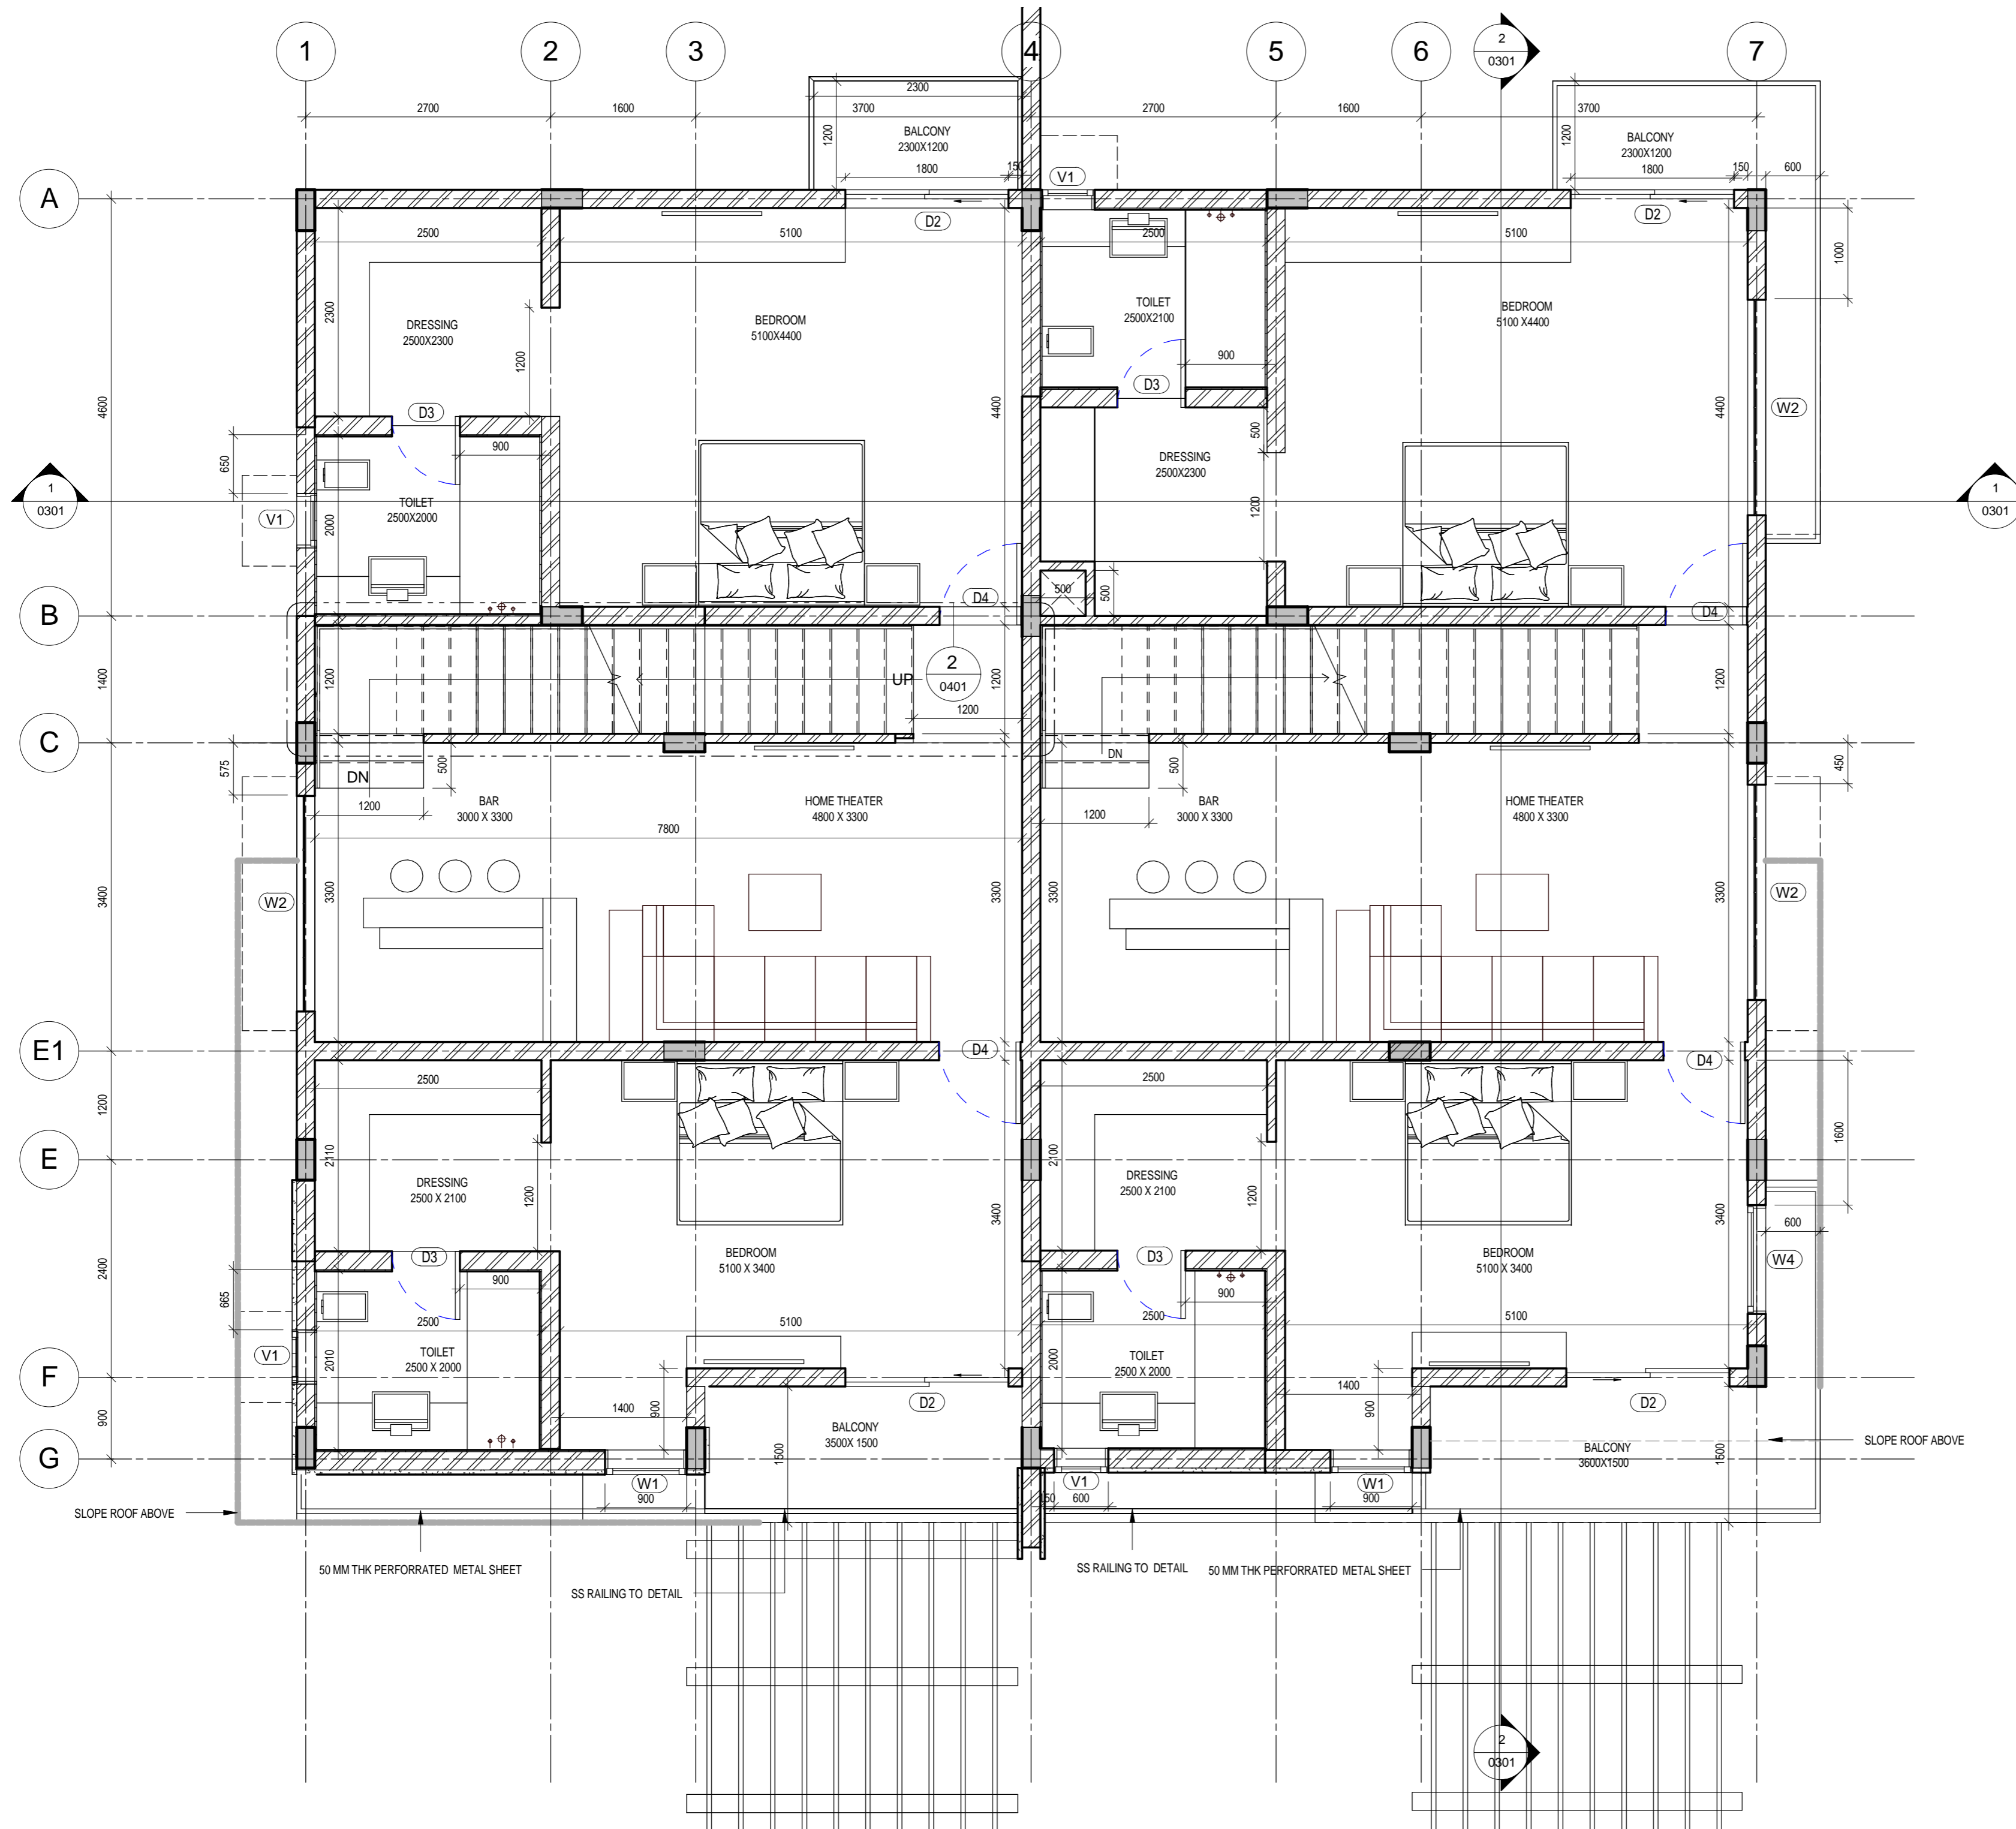 1
2
3
4
5
6
2
0301
7
2300
2700
1600
3700
2700
1600
3700
1200
BALCONY
2300X1200
1200
BALCONY
2300X1200
1800
150
1800
150
600
A
V1
D2
D2
2500
5100
2500
5100
1000
2300
DRESSING
2500X2300
BEDROOM
5100X4400
TOILET
2500X2100
BEDROOM
5100 X4400
1200
900
4600
D3
4400
D3
4400
W2
900
500
650
DRESSING
2500X2300
1
0301
TOILET
2500X2000
V1
2000
1200
1
0301
B
D4
500
500
D4
1400
1200
UP
2
0401
1200
1200
1200
C
575
DN
500
DN
500
450
1200
BAR
3000 X 3300
HOME THEATER
4800 X 3300
1200
BAR
3000 X 3300
HOME THEATER
4800 X 3300
7800
3400
W2
3300
3300
3300
3300
W2
E1
D4
D4
2500
2500
1200
1600
E
2110
2100
DRESSING
2500 X 2100
1200
DRESSING
2500 X 2100
1200
3400
3400
600
2400
D3
BEDROOM
5100 X 3400
D3
BEDROOM
5100 X 3400
W4
900
900
665
2500
5100
2500
5100
V1
2010
TOILET
2500 X 2000
2000
TOILET
2500 X 2000
F
D2
D2
900
1400
900
BALCONY
3500X 1500
1400
900
G
1500
BALCONY
3600X1500
1500
SLOPE ROOF ABOVE
W1
V1
W1
900
150
600
900
SLOPE ROOF ABOVE
50 MM THK PERFORRATED METAL SHEET
SS RAILING TO DETAIL
SS RAILING TO DETAIL
50 MM THK PERFORRATED METAL SHEET
2
0301